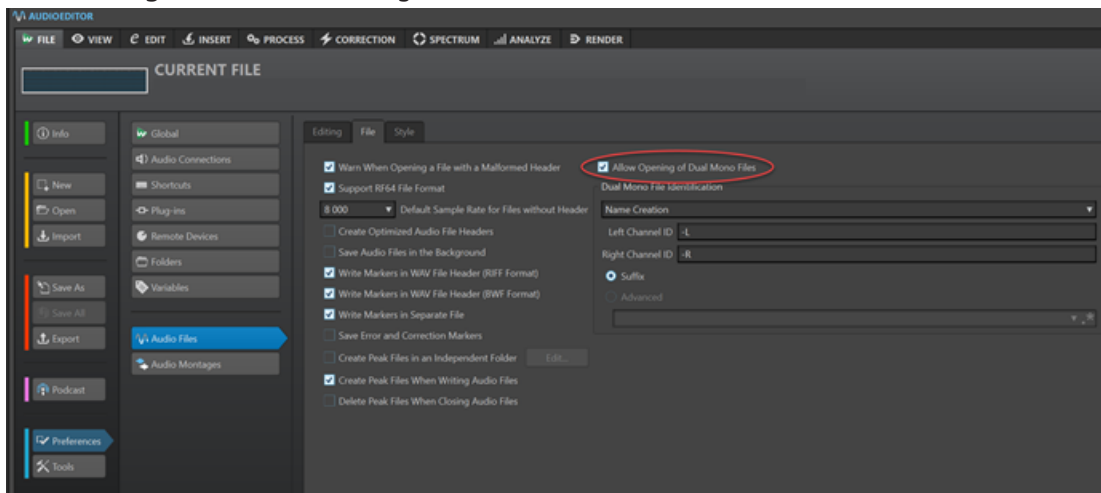 AUDIOEDITOR
FILE VIEW EDIT INSERT PROCESS CORRECTION SPECTRUM ANALYZE RENDER
CURRENT FILE
Info
New
Open
Import
Save As
Save All
Export
Podcast
Preferences
Tools
Global
Audio Connections
Shortcuts
Plug-ins
Remote Devices
Folders
Variables
Audio Files
Audio Montages
Editing File Style
Warn When Opening a File with a Malformed Header
Support RF64 File Format
8 000 Default Sample Rate for Files without Header
Create Optimized Audio File Headers
Save Audio Files in the Background
Write Markers in WAV File Header (RIFF Format)
Write Markers in WAV File Header (BWF Format)
Write Markers in Separate File
Save Error and Correction Markers
Create Peak Files in an Independent Folder Edit...
Create Peak Files When Writing Audio Files
Delete Peak Files When Closing Audio Files
Allow Opening of Dual Mono Files
Dual Mono File Identification
Name Creation
Left Channel ID -L
Right Channel ID -R
Suffix
Advanced